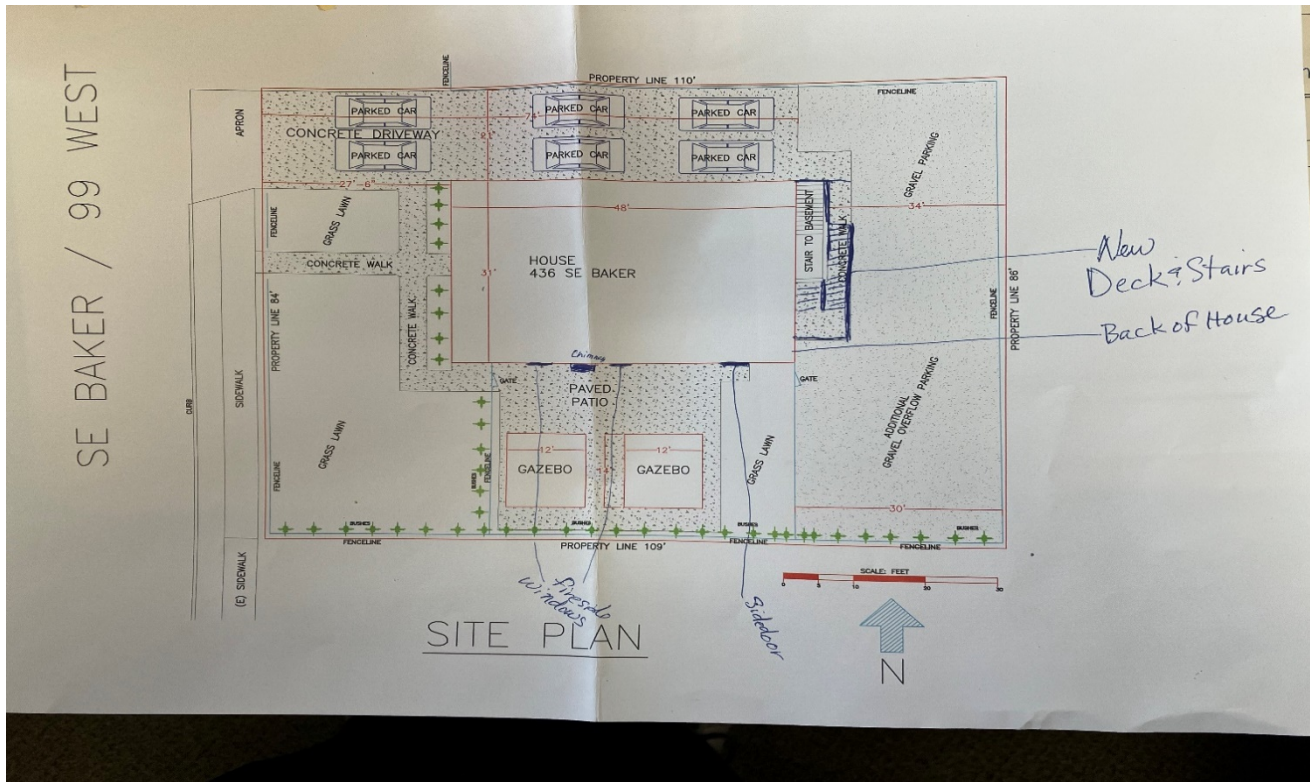 SE BAKER / 99 WEST
PROPERTY LINE 110'
FENCELINE
FENCELINE
APRON
PARKED CAR
PARKED CAR
PARKED CAR
74'
CONCRETE DRIVEWAY
21'
PARKED CAR
PARKED CAR
PARKED CAR
GRAVEL PARKING
27'-6"
48'
34'
FENCELINE
GRASS LAWN
STAIR TO BASEMENT
CONCRETE WALK
New
Deck & Stairs
CONCRETE WALK
HOUSE
436 SE BAKER
31'
PROPERTY LINE 84'
CONCRETE WALK
FENCELINE
PROPERTY LINE 86'
Back of House
Chimney
GATE
PAVED
PATIO
GATE
CURB
SIDEWALK
GRASS LAWN
ADDITIONAL
GRAVEL OVERFLOW PARKING
12'
12'
GAZEBO
14'
GAZEBO
GRASS LAWN
FENCELINE
BUSHES
FENCELINE
30'
BUSHES
BUSHES
BUSHES
BUSHES
FENCELINE
PROPERTY LINE 109'
FENCELINE
FENCELINE
(E) SIDEWALK
SCALE: FEET
0 5 10 20 30
fireside
windows
Sidedoor
SITE PLAN
N